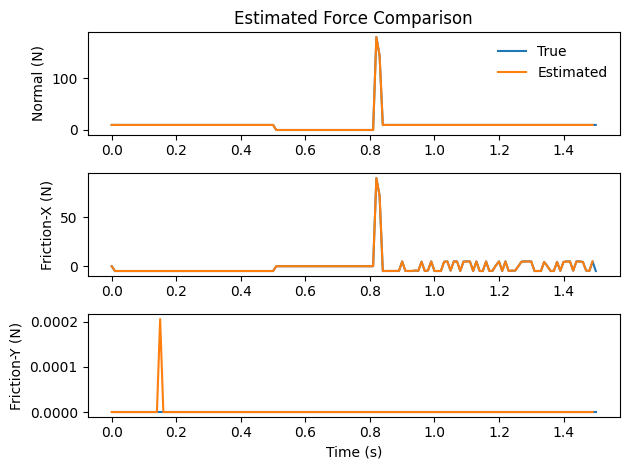 Estimated Force Comparison
Normal (N)
100
0
True
Estimated
0.0 0.2 0.4 0.6 0.8 1.0 1.2 1.4
Friction-X (N)
50
0
0.0 0.2 0.4 0.6 0.8 1.0 1.2 1.4
Friction-Y (N)
0.0002
0.0001
0.0000
0.0 0.2 0.4 0.6 0.8 1.0 1.2 1.4
Time (s)